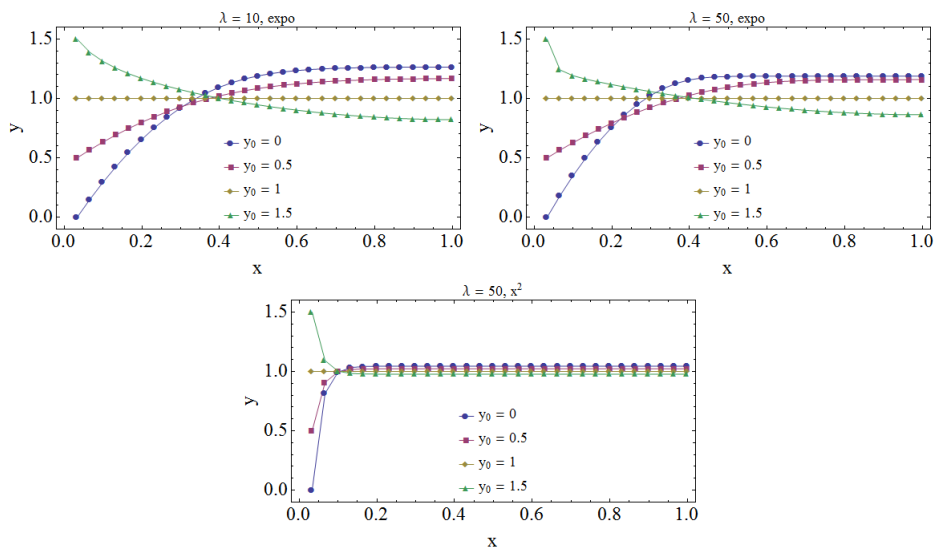 λ = 10, expo
1.5
1.0
0.5
0.0
y
y₀ = 0
y₀ = 0.5
y₀ = 1
y₀ = 1.5
0.0 0.2 0.4 0.6 0.8 1.0
x
λ = 50, expo
1.5
1.0
0.5
0.0
y
y₀ = 0
y₀ = 0.5
y₀ = 1
y₀ = 1.5
0.0 0.2 0.4 0.6 0.8 1.0
x
λ = 50, x²
1.5
1.0
0.5
0.0
y
y₀ = 0
y₀ = 0.5
y₀ = 1
y₀ = 1.5
0.0 0.2 0.4 0.6 0.8 1.0
x